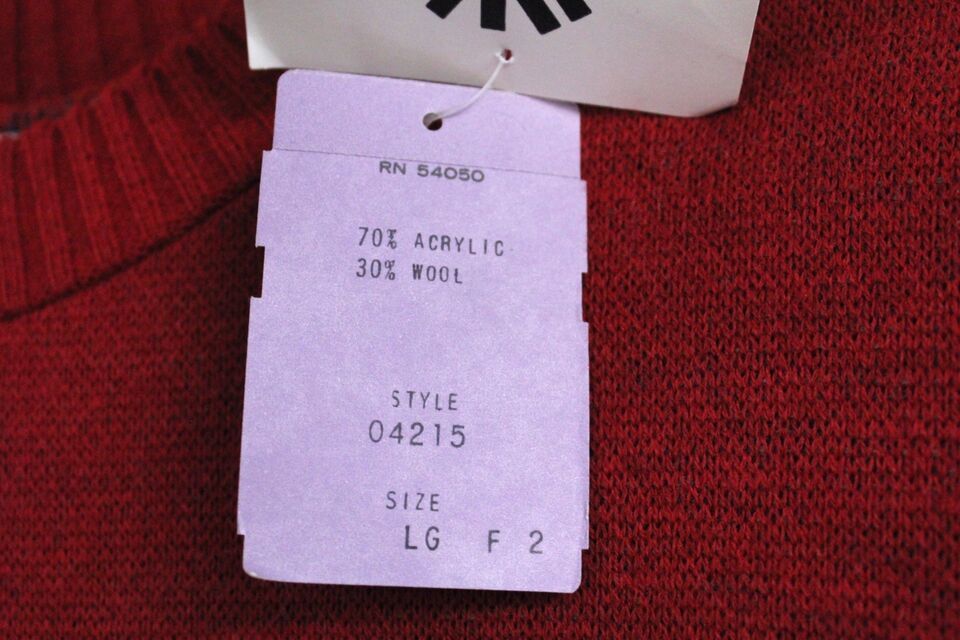 RN 54050
70% ACRYLIC
30% WOOL
STYLE
04215
SIZE
LG F 2